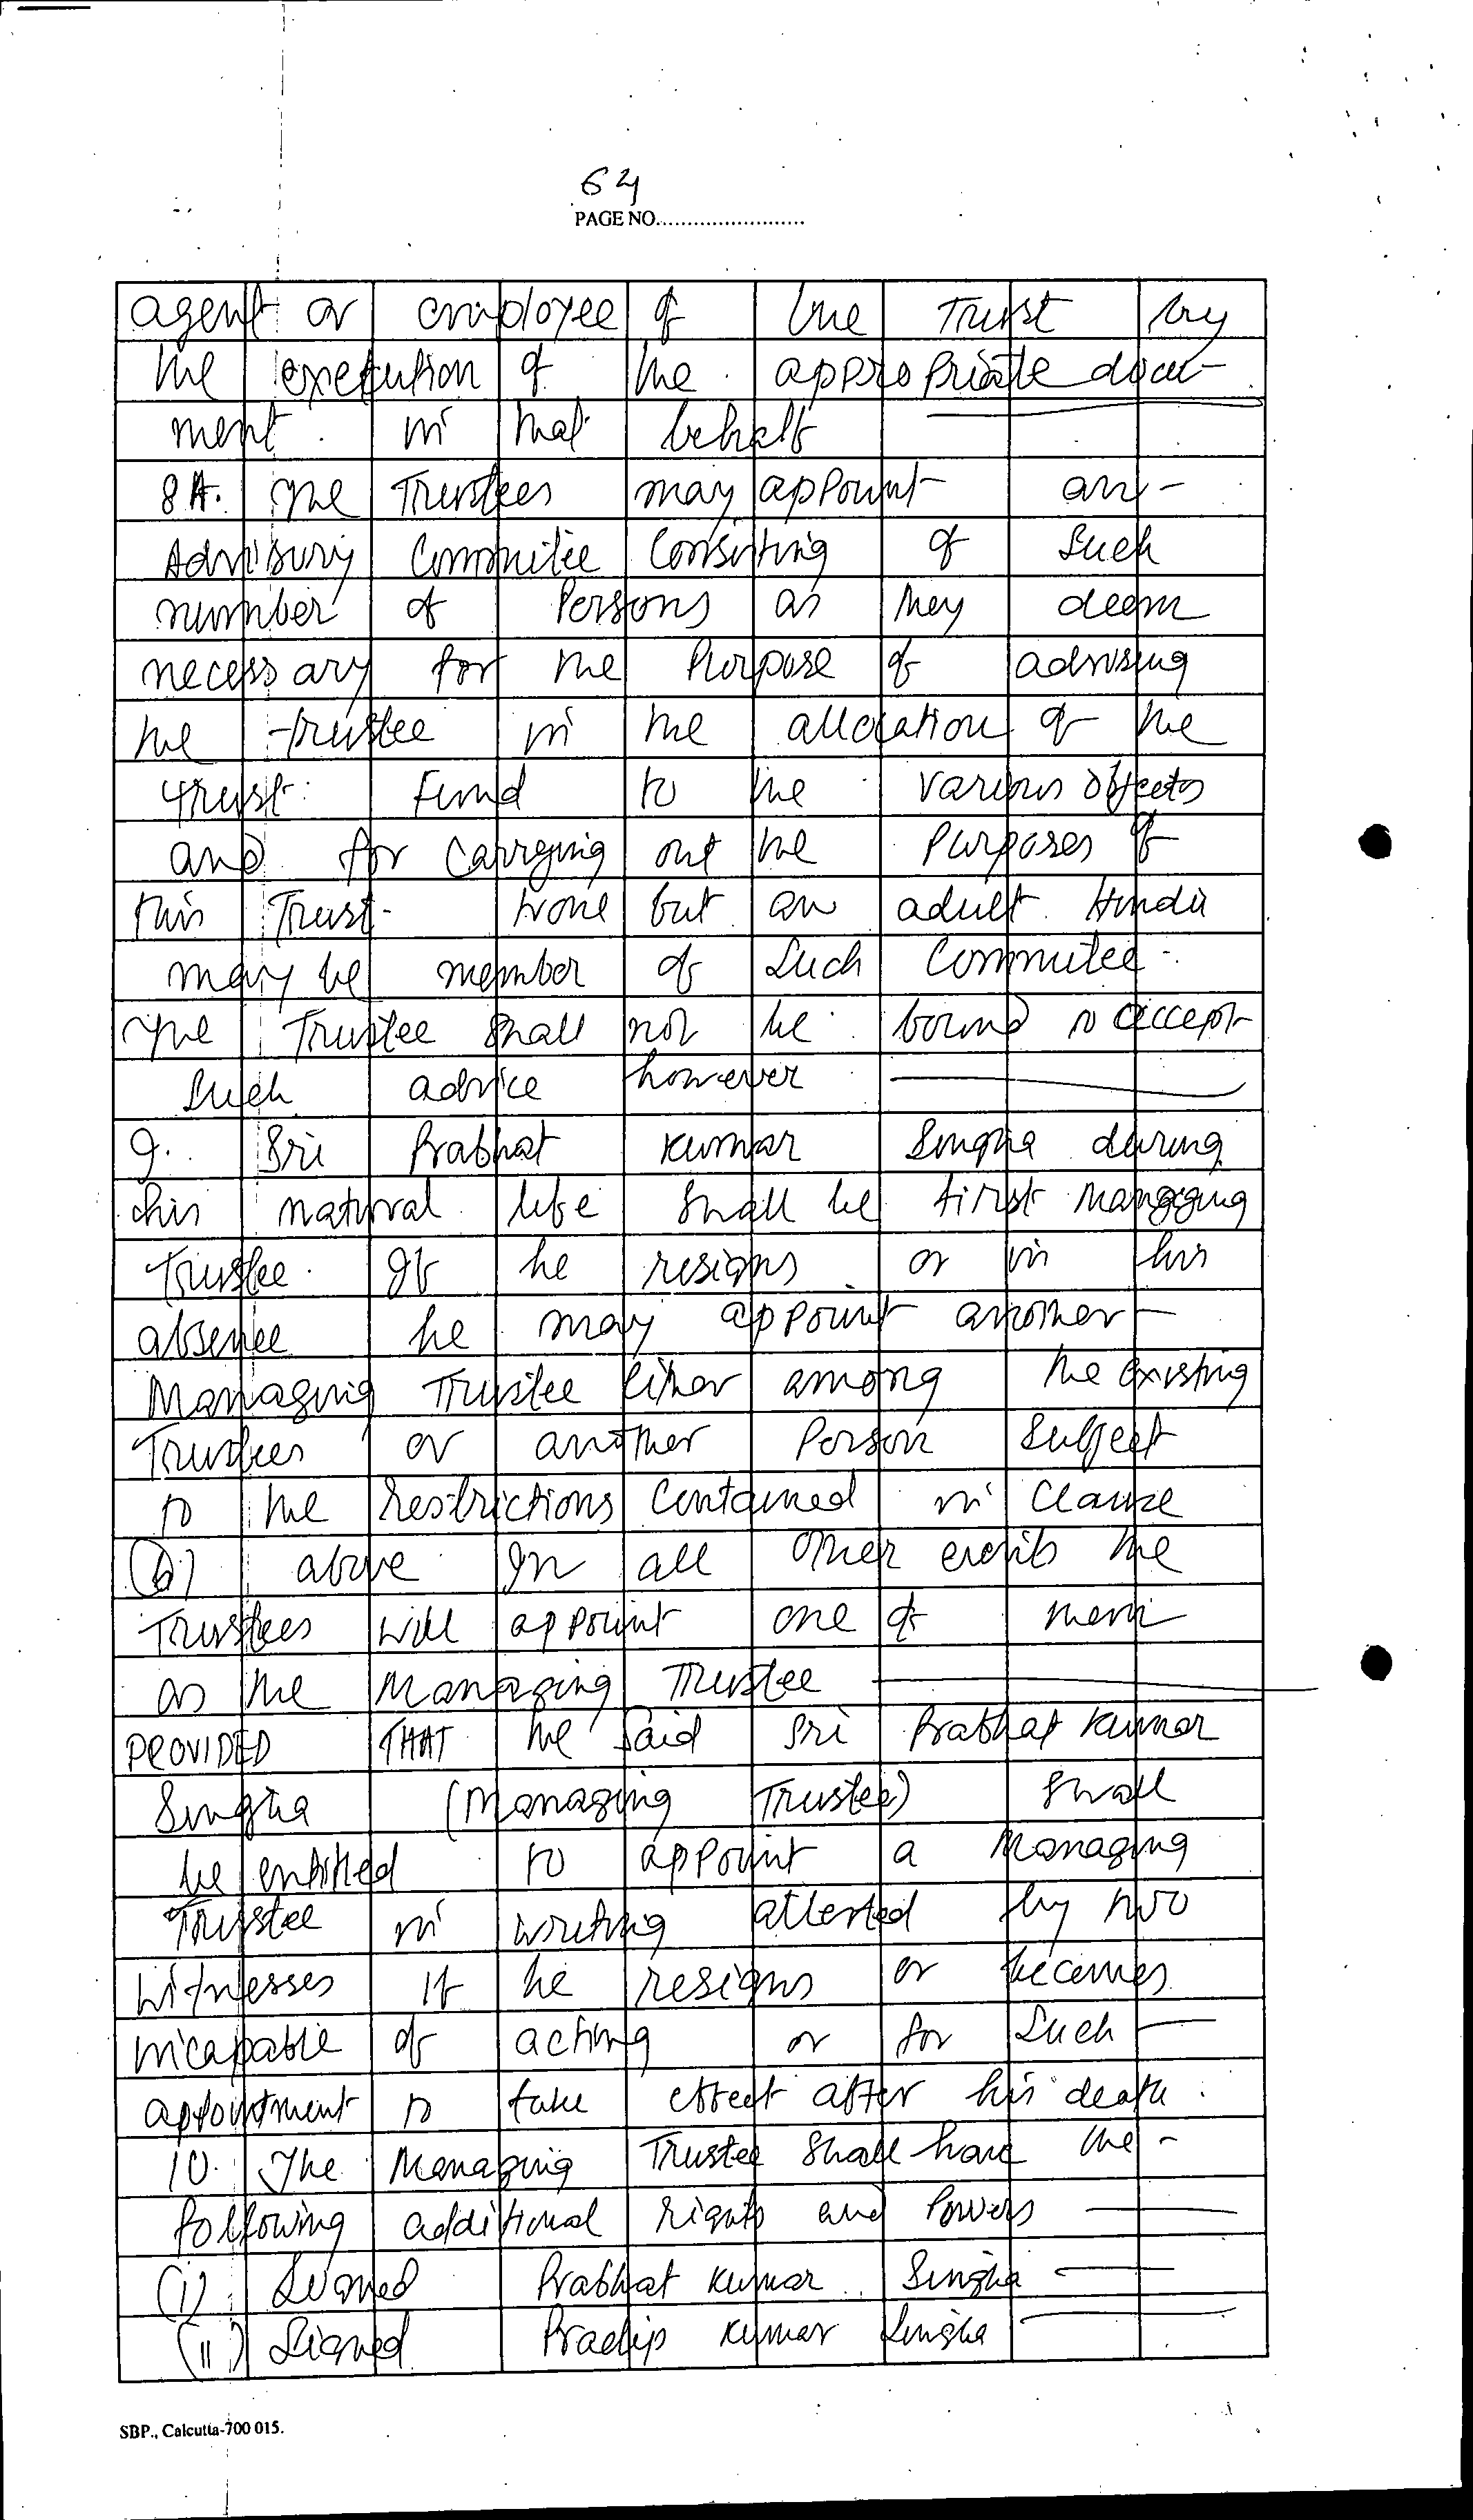 64
PAGE NO.........................
agent or employee of the Trust by
the execution of the appropriate docu-
ment in that behalf
8A. The Trustees may appoint an -
Advisory Commitee Consisting of Such
number of Persons as they deem
necessary for the Purpose of advising
the trustee in the allocation of the
trust Fund to the various objects
and for carrying out the Purposes of
this Trust. None but an adult Hindu
may be member of Such Commitee -
The Trustee Shall not be bound to accept
Such advice however
9. Sri Prabhat Kumar Singha during
his natural life Shall be first Managing
Trustee. If he resigns or in his
absence he may appoint another -
Managing Trustee either among the existing
Trustees or another Person Subject
to the restrictions Contained in Clause
above In all other events the
Trustees will appoint one of them
as the Managing Trustee
PROVIDED THAT the Said Sri Prabhat Kumar
Singha (Managing Trustee) Shall
be entitled to appoint a Managing
Trustee in writing attested by two
Witnesses if he resigns or becomes
incapable of acting or for Such
appointment to take effect after his death.
10. The Managing Trustee Shall have the -
following additional rights and Powers
(i) Signed Prabhat Kumar Singha
(ii) Signed Pradip Kumar Singha
SBP., Calcutta-700 015.